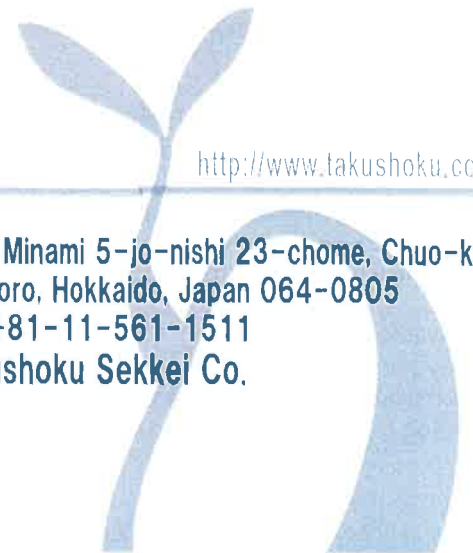 http://www.takushoku.co
Minami 5-jo-nishi 23-chome, Chuo-k
oro, Hokkaido, Japan 064-0805
+81-11-561-1511
ushoku Sekkei Co.